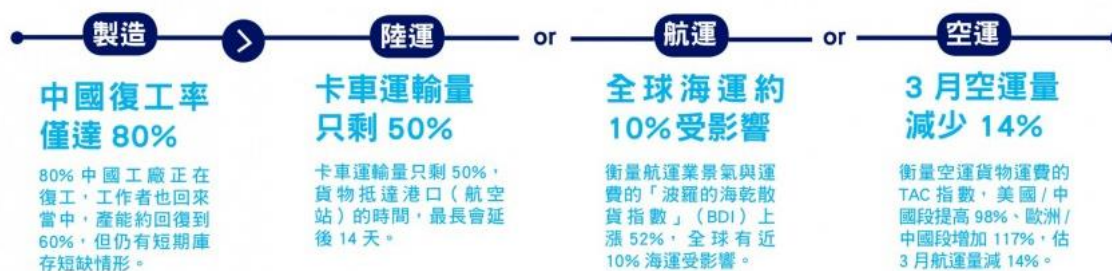 製造
>
陸運
or
航運
or
空運
中國復工率
僅達 80%
80% 中國工廠正在
復工，工作者也回來
當中，產能約回復到
60%，但仍有短期庫
存短缺情形。
卡車運輸量
只剩 50%
卡車運輸量只剩 50%，
貨物抵達港口（航空
站）的時間，最長會延
後 14 天。
全球海運約
10% 受影響
衡量航運業景氣與運
費的「波羅的海乾散
貨指數」（BDI）上
漲 52%，全球有近
10% 海運受影響。
3 月空運量
減少 14%
衡量空運貨物運費的
TAC 指數，美國 / 中
國段提高 98%、歐洲 /
中國段增加 117%，估
3 月航運量減 14%。